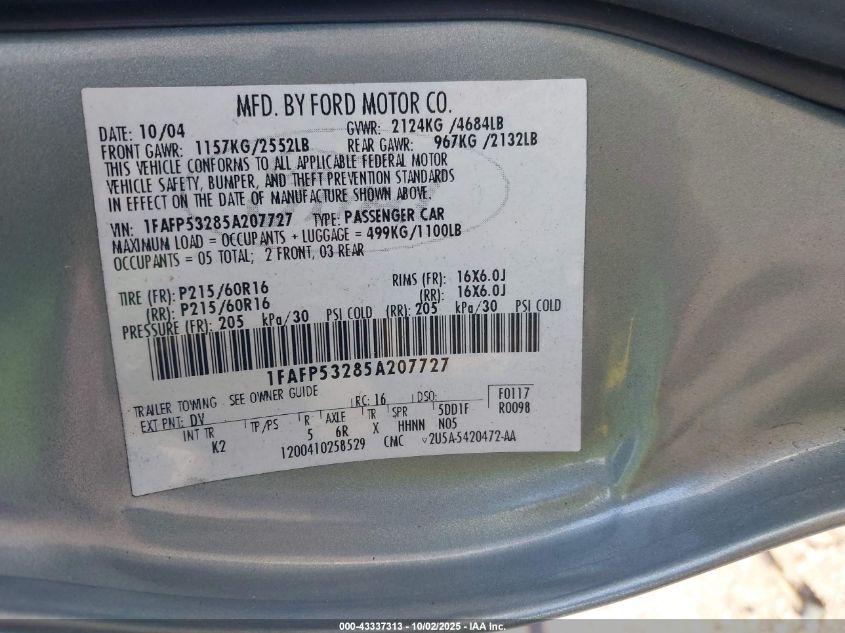 MFD. BY FORD MOTOR CO.
DATE: 10/04 GVWR: 2124KG /4684LB
FRONT GAWR: 1157KG/2552LB REAR GAWR: 967KG /2132LB
THIS VEHICLE CONFORMS TO ALL APPLICABLE FEDERAL MOTOR
VEHICLE SAFETY, BUMPER, AND THEFT PREVENTION STANDARDS
IN EFFECT ON THE DATE OF MANUFACTURE SHOWN ABOVE.
VIN: 1FAFP53285A207727 TYPE: PASSENGER CAR
MAXIMUM LOAD = OCCUPANTS + LUGGAGE = 499KG/1100LB
OCCUPANTS = 05 TOTAL; 2 FRONT, 03 REAR
TIRE (FR): P215/60R16 RIMS (FR): 16X6.0J
(RR): P215/60R16 (RR): 16X6.0J
PRESSURE (FR): 205 kPa/30 PSI COLD (RR): 205 kPa/30 PSI COLD
1FAFP53285A207727
TRAILER TOWING SEE OWNER GUIDE RC: 16 DSO: F0117
EXT PNT: DV R0098
INT TR TP/PS R AXLE TR SPR 5DD1F
K2 5 6R X HHNN N05
1200410258529 CMC v2U5A-5420472-AA
000-43337313 - 10/02/2025 - IAA Inc.